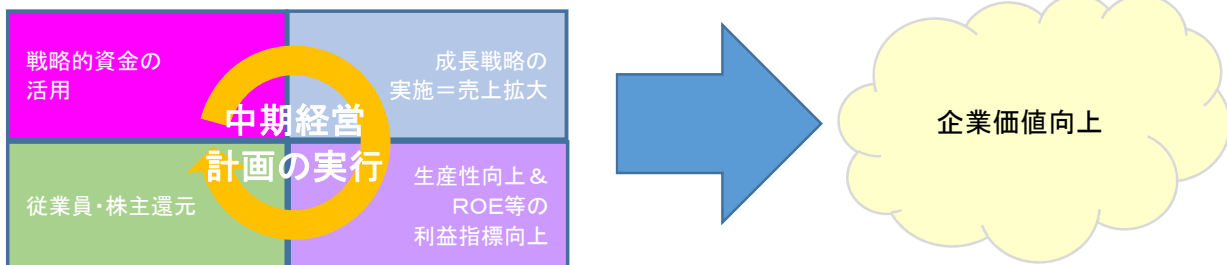 戦略的資金の
活用
成長戦略の
実施＝売上拡大
中期経営
計画の実行
従業員・株主還元
生産性向上＆
ROE等の
利益指標向上
企業価値向上